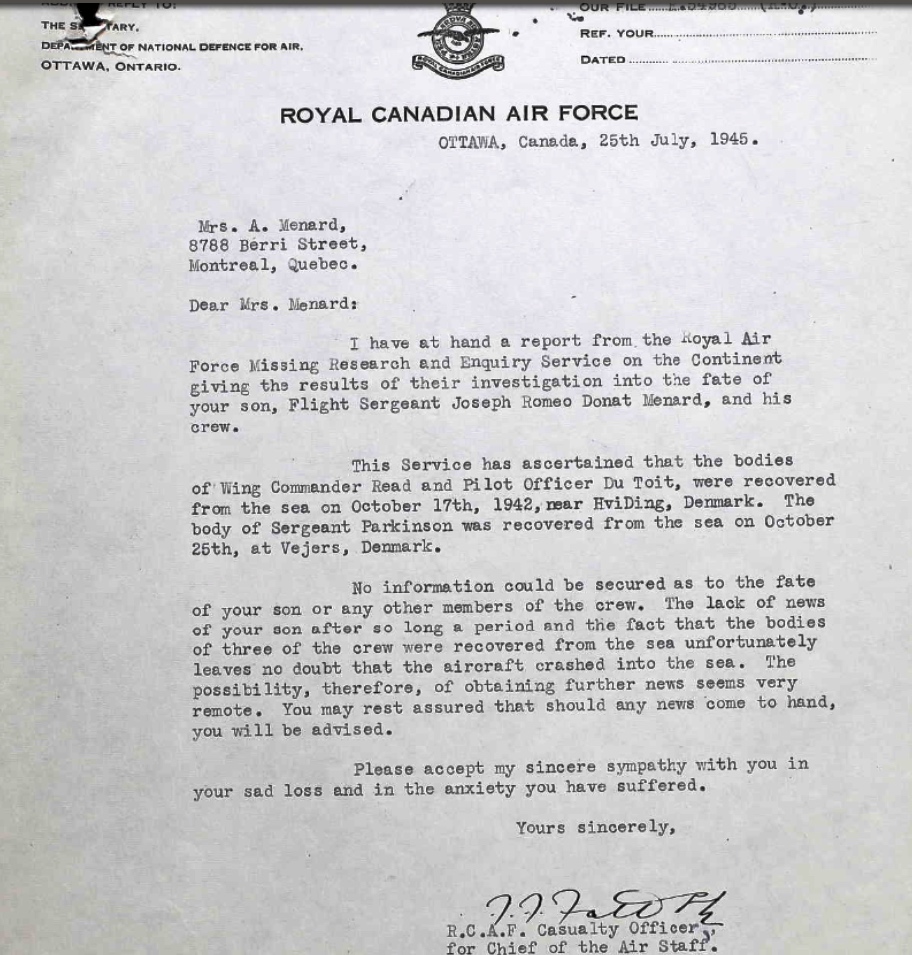 REPLY TO:
THE S TARY.
DEPA MENT OF NATIONAL DEFENCE FOR AIR.
OTTAWA, ONTARIO.
OUR FILE
REF. YOUR
DATED
ROYAL CANADIAN AIR FORCE
ROYAL CANADIAN AIR FORCE
OTTAWA, Canada, 25th July, 1945.
Mrs. A. Menard,
8788 Berri Street,
Montreal, Quebec.
Dear Mrs. Menard:
I have at hand a report from the Royal Air
Force Missing Research and Enquiry Service on the Continent
giving the results of their investigation into the fate of
your son, Flight Sergeant Joseph Romeo Donat Menard, and his
crew.
This Service has ascertained that the bodies
of Wing Commander Read and Pilot Officer Du Toit, were recovered
from the sea on October 17th, 1942, near HviDing, Denmark. The
body of Sergeant Parkinson was recovered from the sea on October
25th, at Vejers, Denmark.
No information could be secured as to the fate
of your son or any other members of the crew. The lack of news
of your son after so long a period and the fact that the bodies
of three of the crew were recovered from the sea unfortunately
leaves no doubt that the aircraft crashed into the sea. The
possibility, therefore, of obtaining further news seems very
remote. You may rest assured that should any news come to hand,
you will be advised.
Please accept my sincere sympathy with you in
your sad loss and in the anxiety you have suffered.
Yours sincerely,
R.C.A.F. Casualty Officer,
for Chief of the Air Staff.